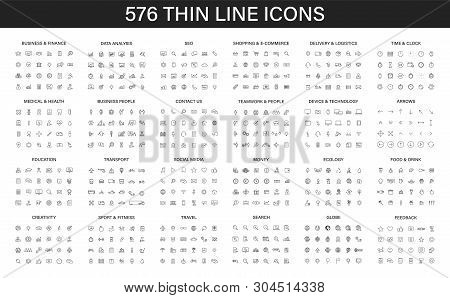 576 THIN LINE ICONS
BUSINESS & FINANCE DATA ANALYSIS SEO SHOPPING & E-COMMERCE DELIVERY & LOGISTICS TIME & CLOCK
MEDICAL & HEALTH BUSINESS PEOPLE CONTACT US TEAMWORK & PEOPLE DEVICE & TECHNOLOGY ARROWS
EDUCATION TRANSPORT SOCIAL MEDIA MONEY ECOLOGY FOOD & DRINK
CREATIVITY SPORT & FITNESS TRAVEL SEARCH GLOBE FEEDBACK
Bigstock
Image ID: 304514338
bigstock.com